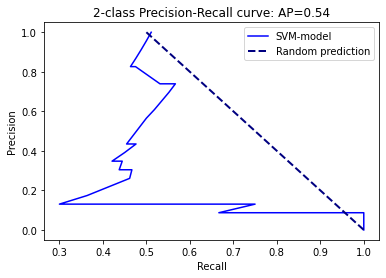 2-class Precision-Recall curve: AP=0.54
SVM-model
Random prediction
Precision
1.0
0.8
0.6
0.4
0.2
0.0
0.3 0.4 0.5 0.6 0.7 0.8 0.9 1.0
Recall